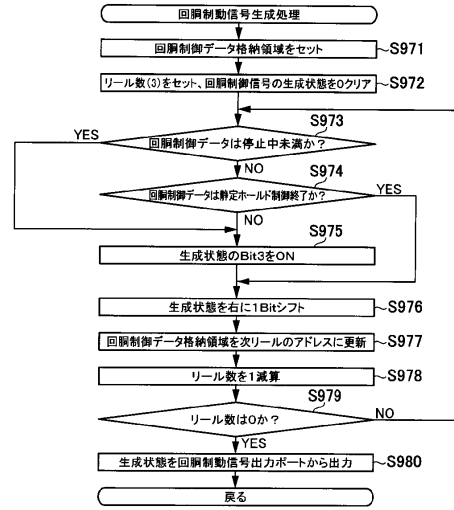 回胴制動信号生成処理
回胴制御データ格納領域をセット
S971
リール数(3)をセット、回胴制御信号の生成状態を0クリア
S972
S973
YES
回胴制御データは停止中未満か?
NO
S974
回胴制御データは静定ホールド制御終了か?
YES
NO
S975
生成状態のBit3をON
生成状態を右に1Bitシフト
S976
回胴制御データ格納領域を次リールのアドレスに更新
S977
リール数を1減算
S978
S979
リール数は0か?
NO
YES
生成状態を回胴制動信号出力ポートから出力
S980
戻る